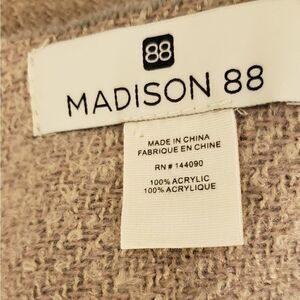 88
MADISON 88
MADE IN CHINA
FABRIQUE EN CHINE
RN # 144090
100% ACRYLIC
100% ACRYLIQUE